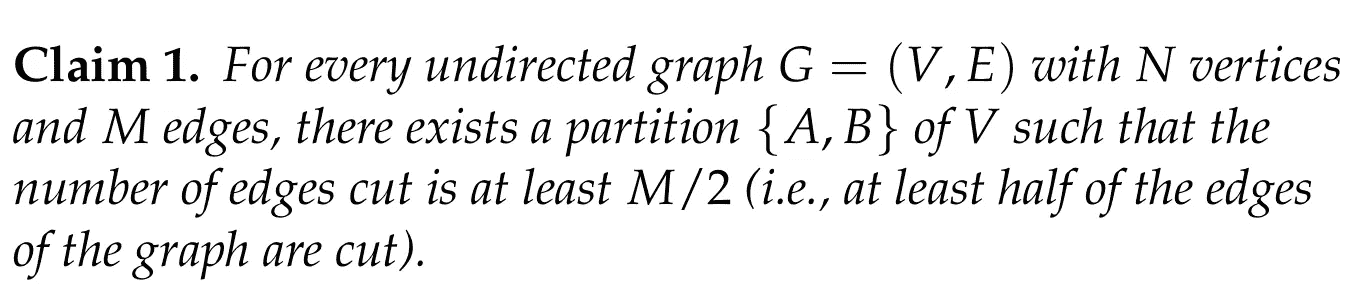 Claim 1. For every undirected graph G = (V, E) with N vertices
and M edges, there exists a partition {A, B} of V such that the
number of edges cut is at least M/2 (i.e., at least half of the edges
of the graph are cut).